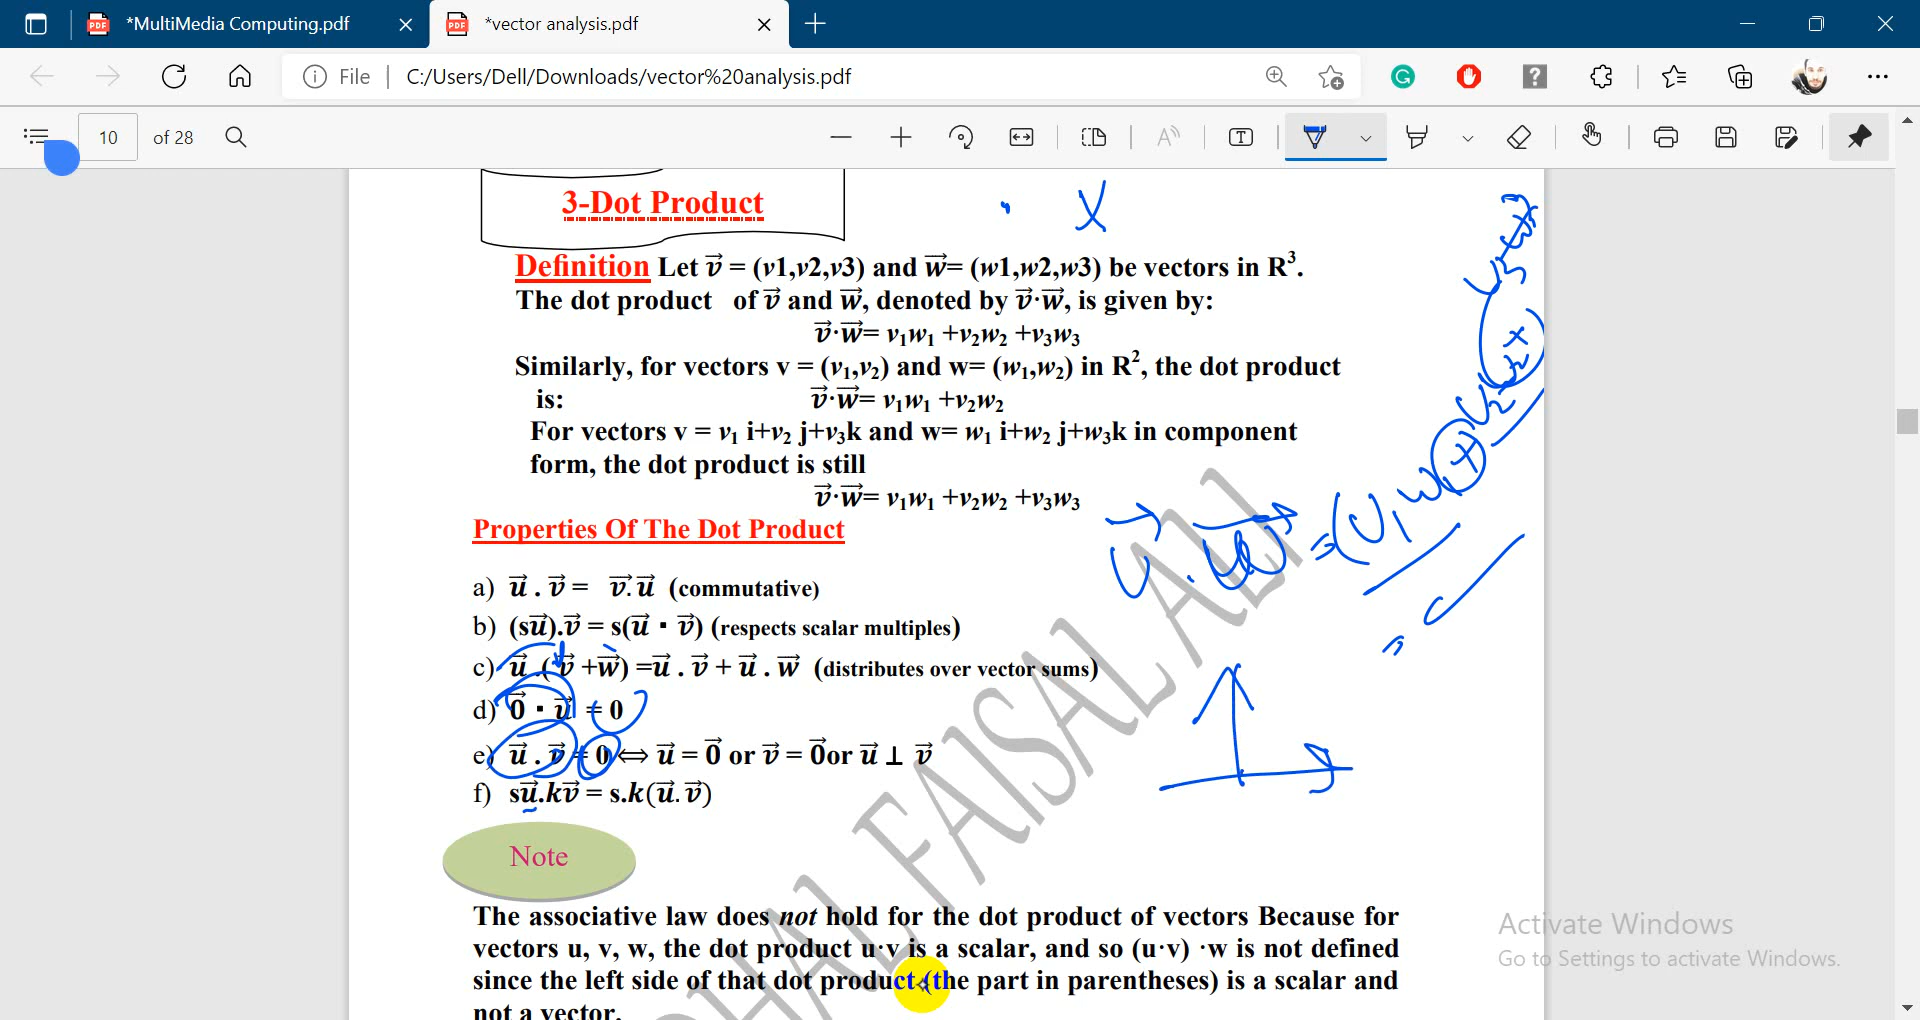 *MultiMedia Computing.pdf
*vector analysis.pdf
File C:/Users/Dell/Downloads/vector%20analysis.pdf
10 of 28
3-Dot Product
. X
Definition Let v⃗ = (v1,v2,v3) and w⃗= (w1,w2,w3) be vectors in R³.
The dot product of v⃗ and w⃗, denoted by v⃗·w⃗, is given by:
v⃗·w⃗= v₁w₁ +v₂w₂ +v₃w₃
Similarly, for vectors v = (v₁,v₂) and w= (w₁,w₂) in R², the dot product
is: v⃗·w⃗= v₁w₁ +v₂w₂
For vectors v = v₁ i+v₂ j+v₃k and w= w₁ i+w₂ j+w₃k in component
form, the dot product is still
v⃗·w⃗= v₁w₁ +v₂w₂ +v₃w₃
Properties Of The Dot Product
a) u⃗ . v⃗ = v⃗.u⃗ (commutative)
b) (su⃗).v⃗ = s(u⃗ ▪ v⃗) (respects scalar multiples)
c) u⃗ .(v⃗ +w⃗) =u⃗ . v⃗ + u⃗ . w⃗ (distributes over vector sums)
d) 0⃗ ▪ u⃗ = 0
e) u⃗ . v⃗ = 0 ⟺ u⃗ = 0⃗ or v⃗ = 0⃗or u⃗ ⊥ v⃗
f) su⃗.kv⃗ = s.k(u⃗. v⃗)
Note
The associative law does not hold for the dot product of vectors Because for
vectors u, v, w, the dot product u·v is a scalar, and so (u·v) ·w is not defined
since the left side of that dot product (the part in parentheses) is a scalar and
not a vector.
FAISAL ALI
Activate Windows
Go to Settings to activate Windows.